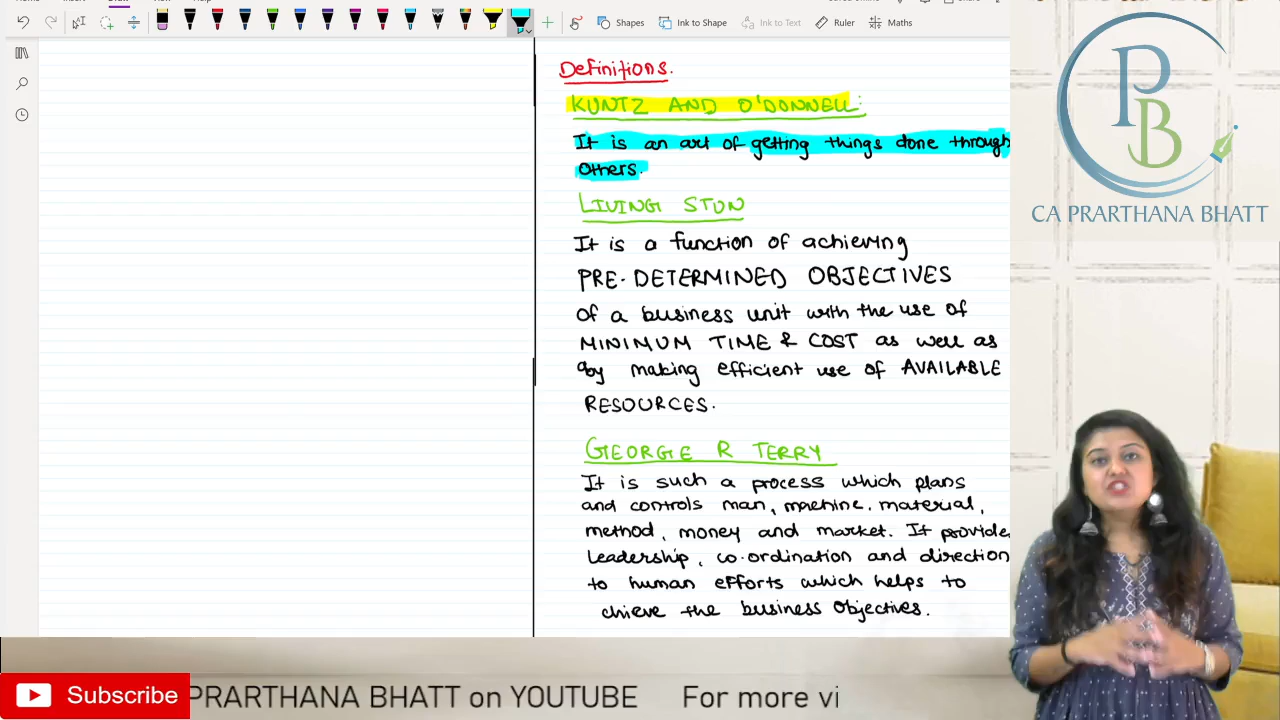 Shapes
Ink to Shape
Ink to Text
Ruler
Maths
Definitions.
KUNTZ AND O'DONNELL:
It is an art of getting things done through
others.
LIVING STON
It is a function of achieving
PRE-DETERMINED OBJECTIVES
of a business unit with the use of
MINIMUM TIME & COST as well as
by making efficient use of AVAILABLE
RESOURCES.
GEORGE R TERRY
It is such a process which plans
and controls man, machine, material,
method, money and market. It provide
leadership, co-ordination and direction
to human efforts which helps to
chieve the business objectives.
PB
CA PRARTHANA BHATT
Subscribe
PRARTHANA BHATT on YOUTUBE For more vi